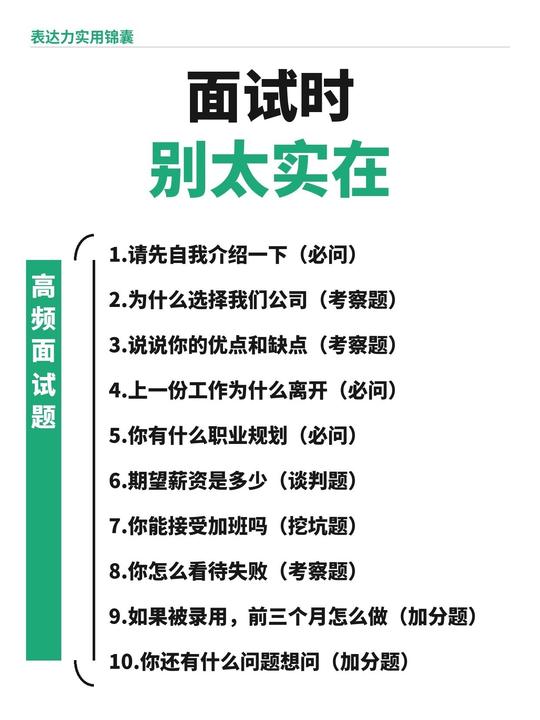 表达力实用锦囊
面试时
别太实在
高频面试题
1.请先自我介绍一下（必问）
2.为什么选择我们公司（考察题）
3.说说你的优点和缺点（考察题）
4.上一份工作为什么离开（必问）
5.你有什么职业规划（必问）
6.期望薪资是多少（谈判题）
7.你能接受加班吗（挖坑题）
8.你怎么看待失败（考察题）
9.如果被录用，前三个月怎么做（加分题）
10.你还有什么问题想问（加分题）